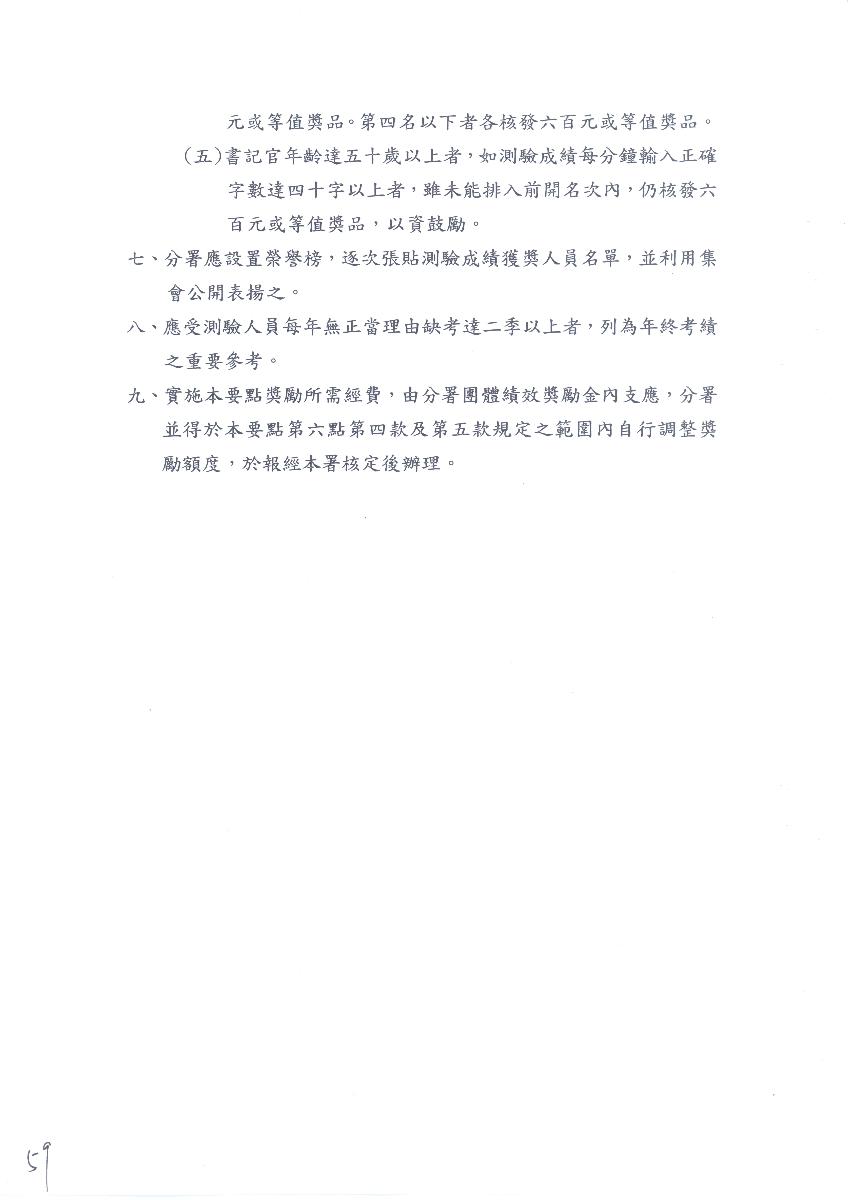 元或等值獎品。第四名以下者各核發六百元或等值獎品。
(五)書記官年齡達五十歲以上者，如測驗成績每分鐘輸入正確
字數達四十字以上者，雖未能排入前開名次內，仍核發六
百元或等值獎品，以資鼓勵。
七、分署應設置榮譽榜，逐次張貼測驗成績獲獎人員名單，並利用集
會公開表揚之。
八、應受測驗人員每年無正當理由缺考達二季以上者，列為年終考績
之重要參考。
九、實施本要點獎勵所需經費，由分署團體績效獎勵金內支應，分署
並得於本要點第六點第四款及第五款規定之範圍內自行調整獎
勵額度，於報經本署核定後辦理。
59